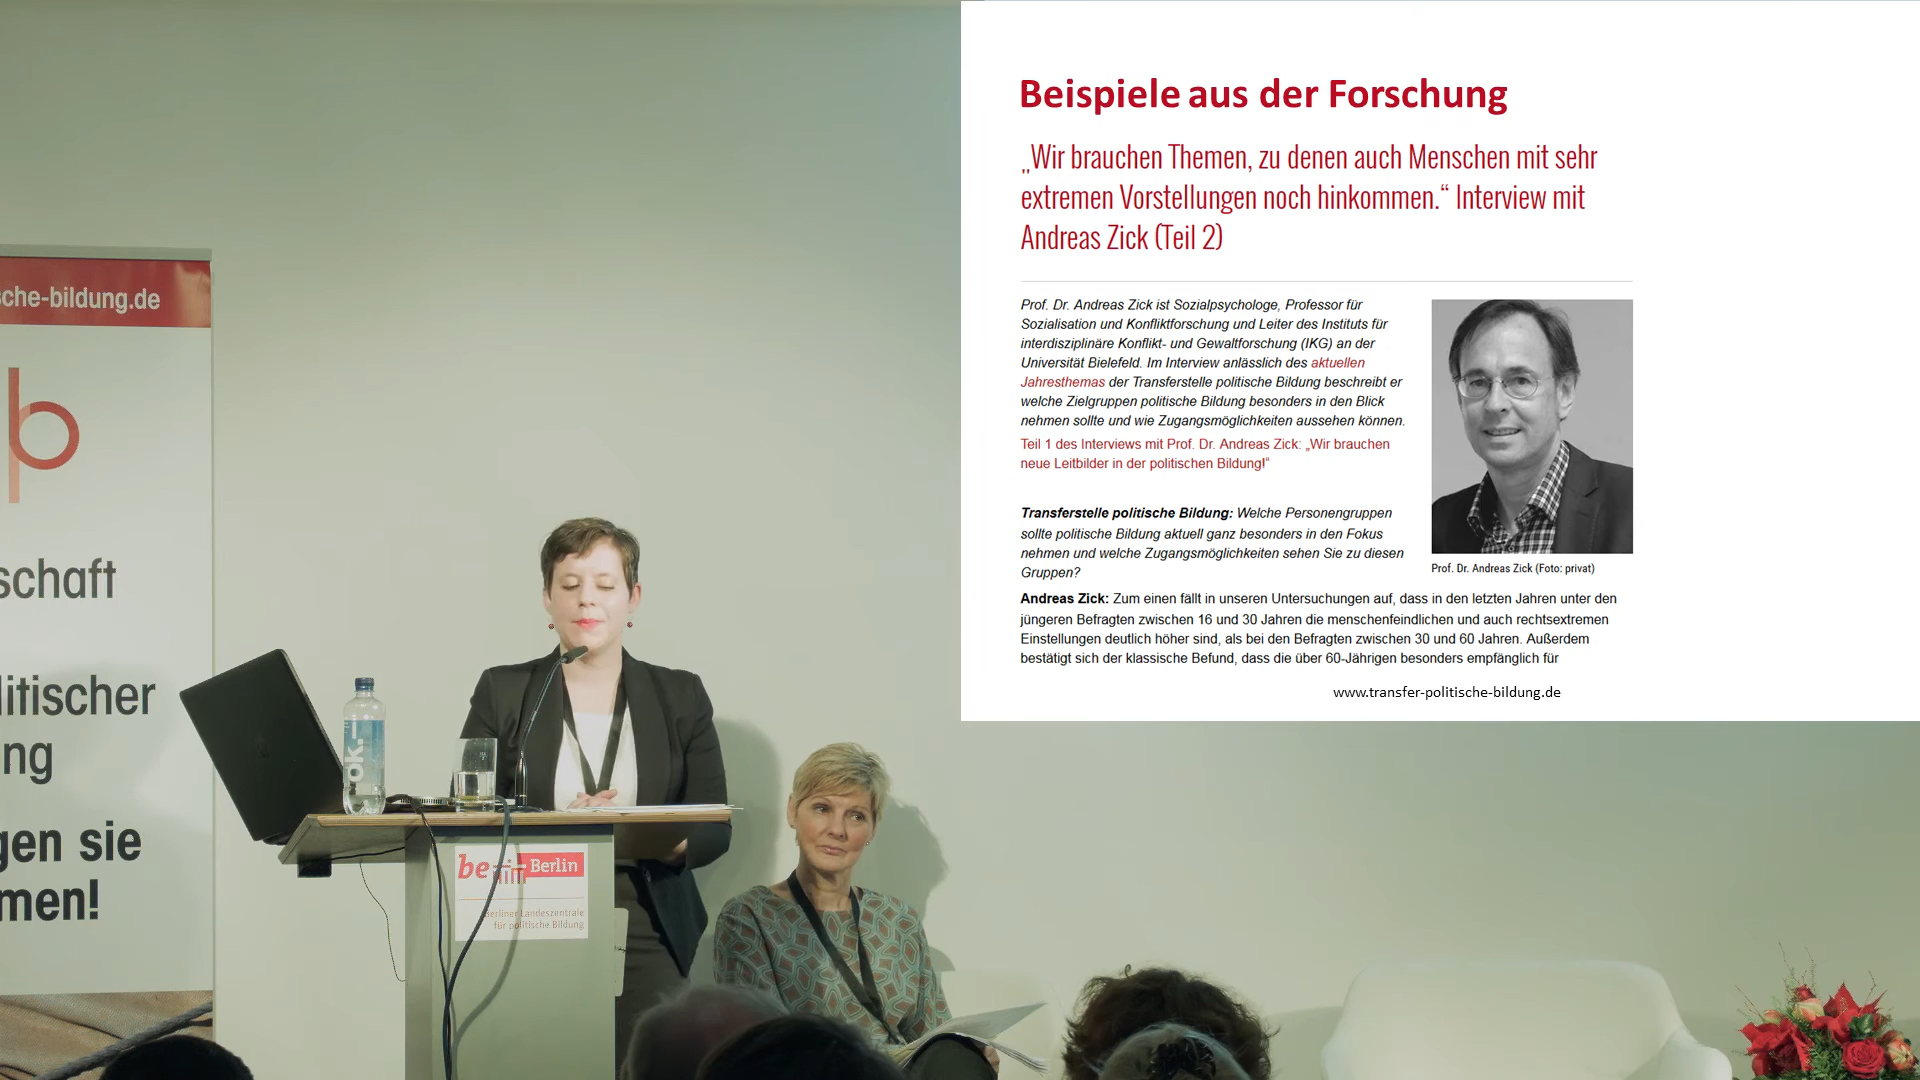 Beispiele aus der Forschung
„Wir brauchen Themen, zu denen auch Menschen mit sehr
extremen Vorstellungen noch hinkommen.“ Interview mit
Andreas Zick (Teil 2)
Prof. Dr. Andreas Zick ist Sozialpsychologe, Professor für
Sozialisation und Konfliktforschung und Leiter des Instituts für
interdisziplinäre Konflikt- und Gewaltforschung (IKG) an der
Universität Bielefeld. Im Interview anlässlich des aktuellen
Jahresthemas der Transferstelle politische Bildung beschreibt er
welche Zielgruppen politische Bildung besonders in den Blick
nehmen sollte und wie Zugangsmöglichkeiten aussehen können.
Teil 1 des Interviews mit Prof. Dr. Andreas Zick: „Wir brauchen
neue Leitbilder in der politischen Bildung!“
Transferstelle politische Bildung: Welche Personengruppen
sollte politische Bildung aktuell ganz besonders in den Fokus
nehmen und welche Zugangsmöglichkeiten sehen Sie zu diesen
Gruppen?
Prof. Dr. Andreas Zick (Foto: privat)
Andreas Zick: Zum einen fällt in unseren Untersuchungen auf, dass in den letzten Jahren unter den
jüngeren Befragten zwischen 16 und 30 Jahren die menschenfeindlichen und auch rechtsextremen
Einstellungen deutlich höher sind, als bei den Befragten zwischen 30 und 60 Jahren. Außerdem
bestätigt sich der klassische Befund, dass die über 60-Jährigen besonders empfänglich für
www.transfer-politische-bildung.de
sche-bildung.de
p
schaft
litischer
ng
gen sie
men!
ok.–
be Berlin
Berliner Landeszentrale
für politische Bildung